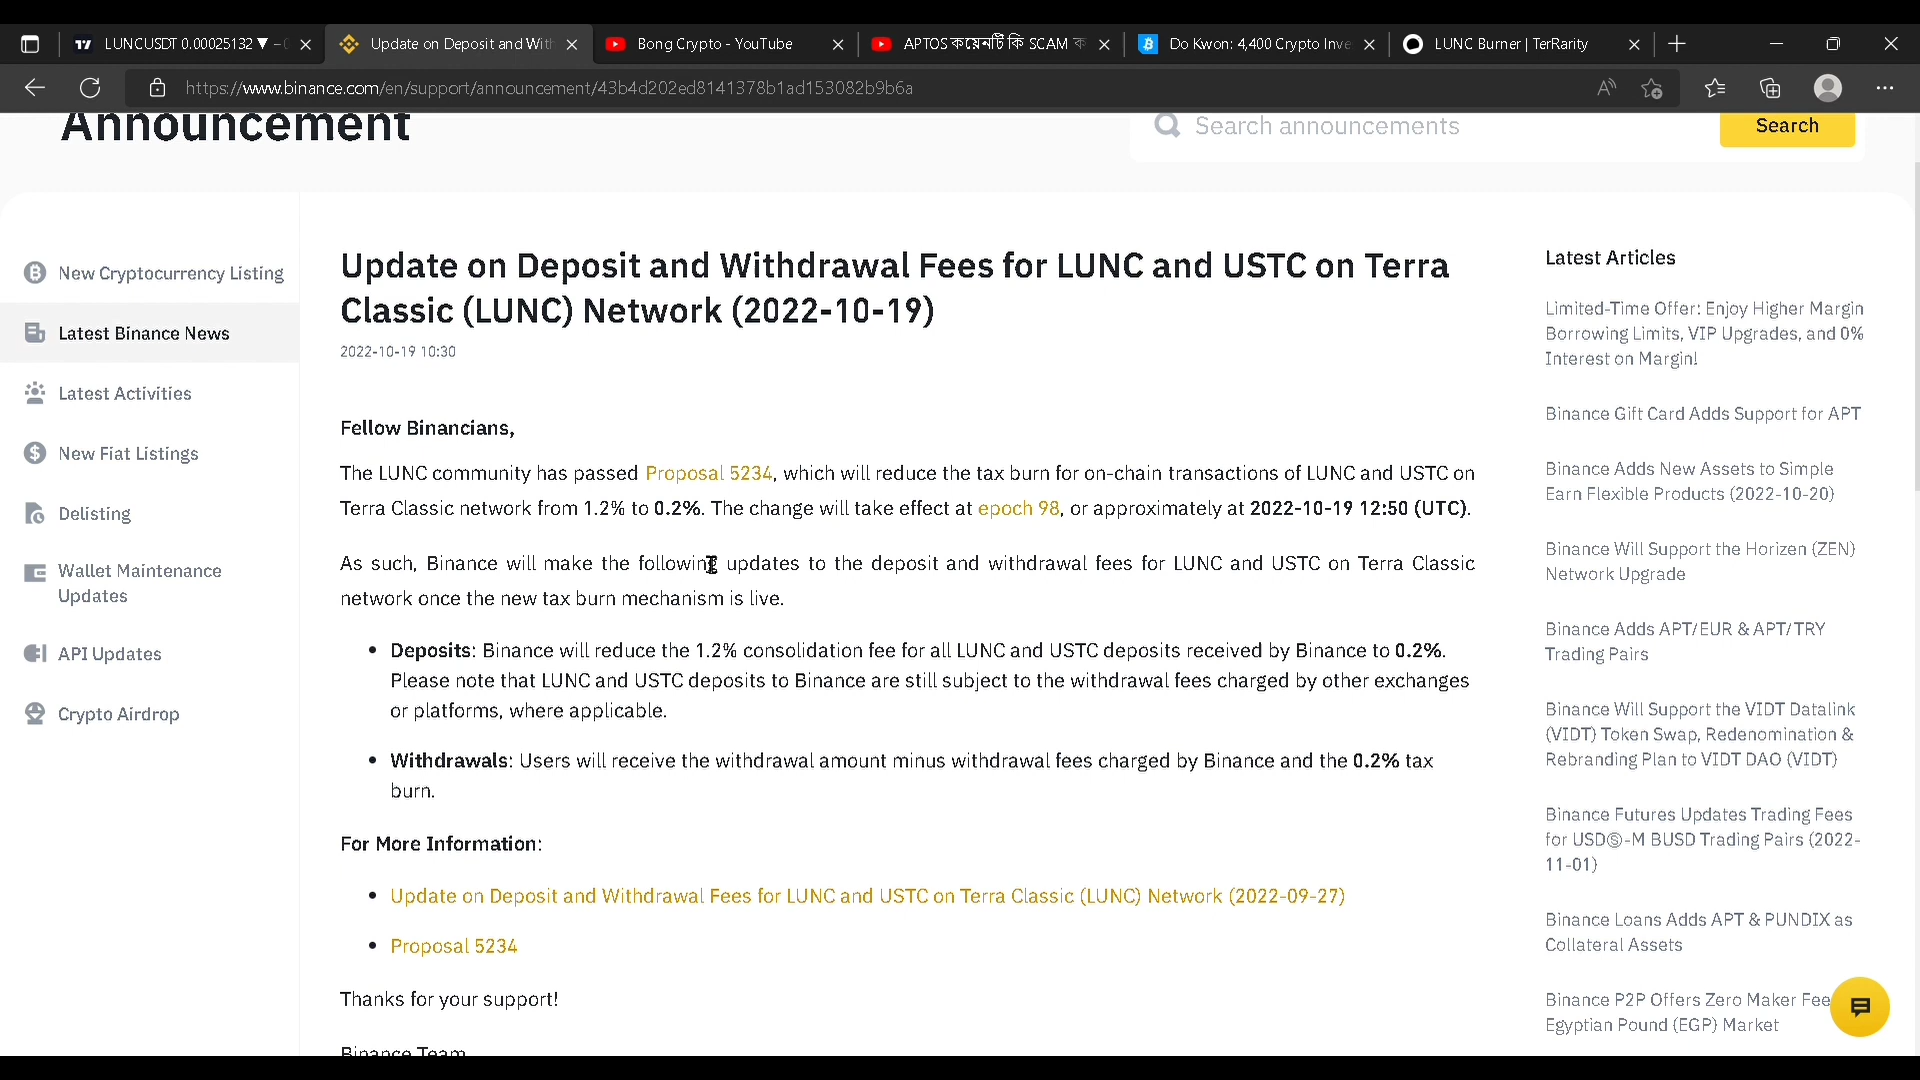 LUNCUSDT 0.00025132 ▼ –
Update on Deposit and With
Bong Crypto - YouTube
APTOS কয়েনটি কি SCAM ক
Do Kwon: 4,400 Crypto Inve
LUNC Burner | TerRarity
https://www.binance.com/en/support/announcement/43b4d202ed8141378b1ad153082b9b6a
Announcement
Search announcements
Search
New Cryptocurrency Listing
Latest Binance News
Latest Activities
New Fiat Listings
Delisting
Wallet Maintenance
Updates
API Updates
Crypto Airdrop
Update on Deposit and Withdrawal Fees for LUNC and USTC on Terra
Classic (LUNC) Network (2022-10-19)
2022-10-19 10:30
Fellow Binancians,
The LUNC community has passed Proposal 5234, which will reduce the tax burn for on-chain transactions of LUNC and USTC on
Terra Classic network from 1.2% to 0.2%. The change will take effect at epoch 98, or approximately at 2022-10-19 12:50 (UTC).
As such, Binance will make the following updates to the deposit and withdrawal fees for LUNC and USTC on Terra Classic
network once the new tax burn mechanism is live.
• Deposits: Binance will reduce the 1.2% consolidation fee for all LUNC and USTC deposits received by Binance to 0.2%.
Please note that LUNC and USTC deposits to Binance are still subject to the withdrawal fees charged by other exchanges
or platforms, where applicable.
• Withdrawals: Users will receive the withdrawal amount minus withdrawal fees charged by Binance and the 0.2% tax
burn.
For More Information:
• Update on Deposit and Withdrawal Fees for LUNC and USTC on Terra Classic (LUNC) Network (2022-09-27)
• Proposal 5234
Thanks for your support!
Binance Team
Latest Articles
Limited-Time Offer: Enjoy Higher Margin
Borrowing Limits, VIP Upgrades, and 0%
Interest on Margin!
Binance Gift Card Adds Support for APT
Binance Adds New Assets to Simple
Earn Flexible Products (2022-10-20)
Binance Will Support the Horizen (ZEN)
Network Upgrade
Binance Adds APT/EUR & APT/TRY
Trading Pairs
Binance Will Support the VIDT Datalink
(VIDT) Token Swap, Redenomination &
Rebranding Plan to VIDT DAO (VIDT)
Binance Futures Updates Trading Fees
for USDⓈ-M BUSD Trading Pairs (2022-
11-01)
Binance Loans Adds APT & PUNDIX as
Collateral Assets
Binance P2P Offers Zero Maker Fee
Egyptian Pound (EGP) Market